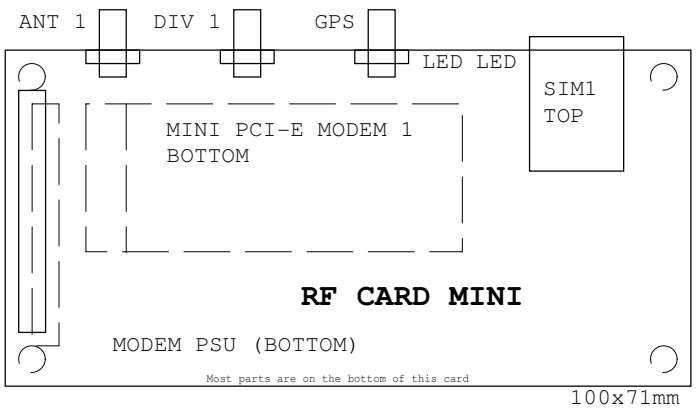 ANT 1 DIV 1 GPS
LED LED
SIM1
TOP
MINI PCI-E MODEM 1
BOTTOM
RF CARD MINI
MODEM PSU (BOTTOM)
Most parts are on the bottom of this card
100x71mm